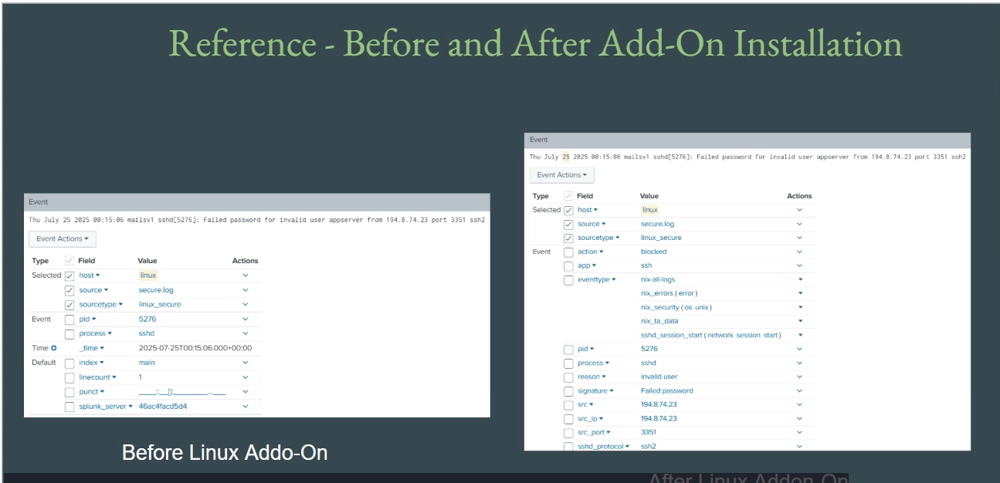 Reference - Before and After Add-On Installation
Event
Thu July 25 2025 00:15:06 mailsv1 sshd[5276]: Failed password for invalid user appserver from 194.8.74.23 port 3351 ssh2
Event Actions
Type Field Value Actions
Selected host linux
source secure.log
sourcetype linux_secure
Event pid 5276
process sshd
Time _time 2025-07-25T00:15:06.000+00:00
Default index main
linecount 1
punct
splunk_server 46ac4facd5d4
Before Linux Addo-On
Event
Thu July 25 2025 00:15:06 mailsv1 sshd[5276]: Failed password for invalid user appserver from 194.8.74.23 port 3351 ssh2
Event Actions
Type Field Value Actions
Selected host linux
source secure.log
sourcetype linux_secure
Event action blocked
app ssh
eventtype nix-all-logs
nix_errors ( error )
nix_security ( os unix )
nix_ta_data
sshd_session_start ( network session start )
pid 5276
process sshd
reason invalid user
signature Failed password
src 194.8.74.23
src_ip 194.8.74.23
src_port 3351
sshd_protocol ssh2
After Linux Addon-On